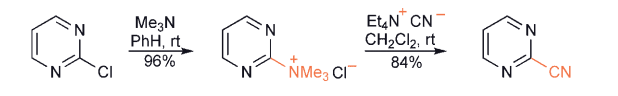 N
N
Cl
Me3N
PhH, rt
96%
N
N
+
NMe3 Cl−
Et4N+ CN−
CH2Cl2, rt
84%
N
N
CN